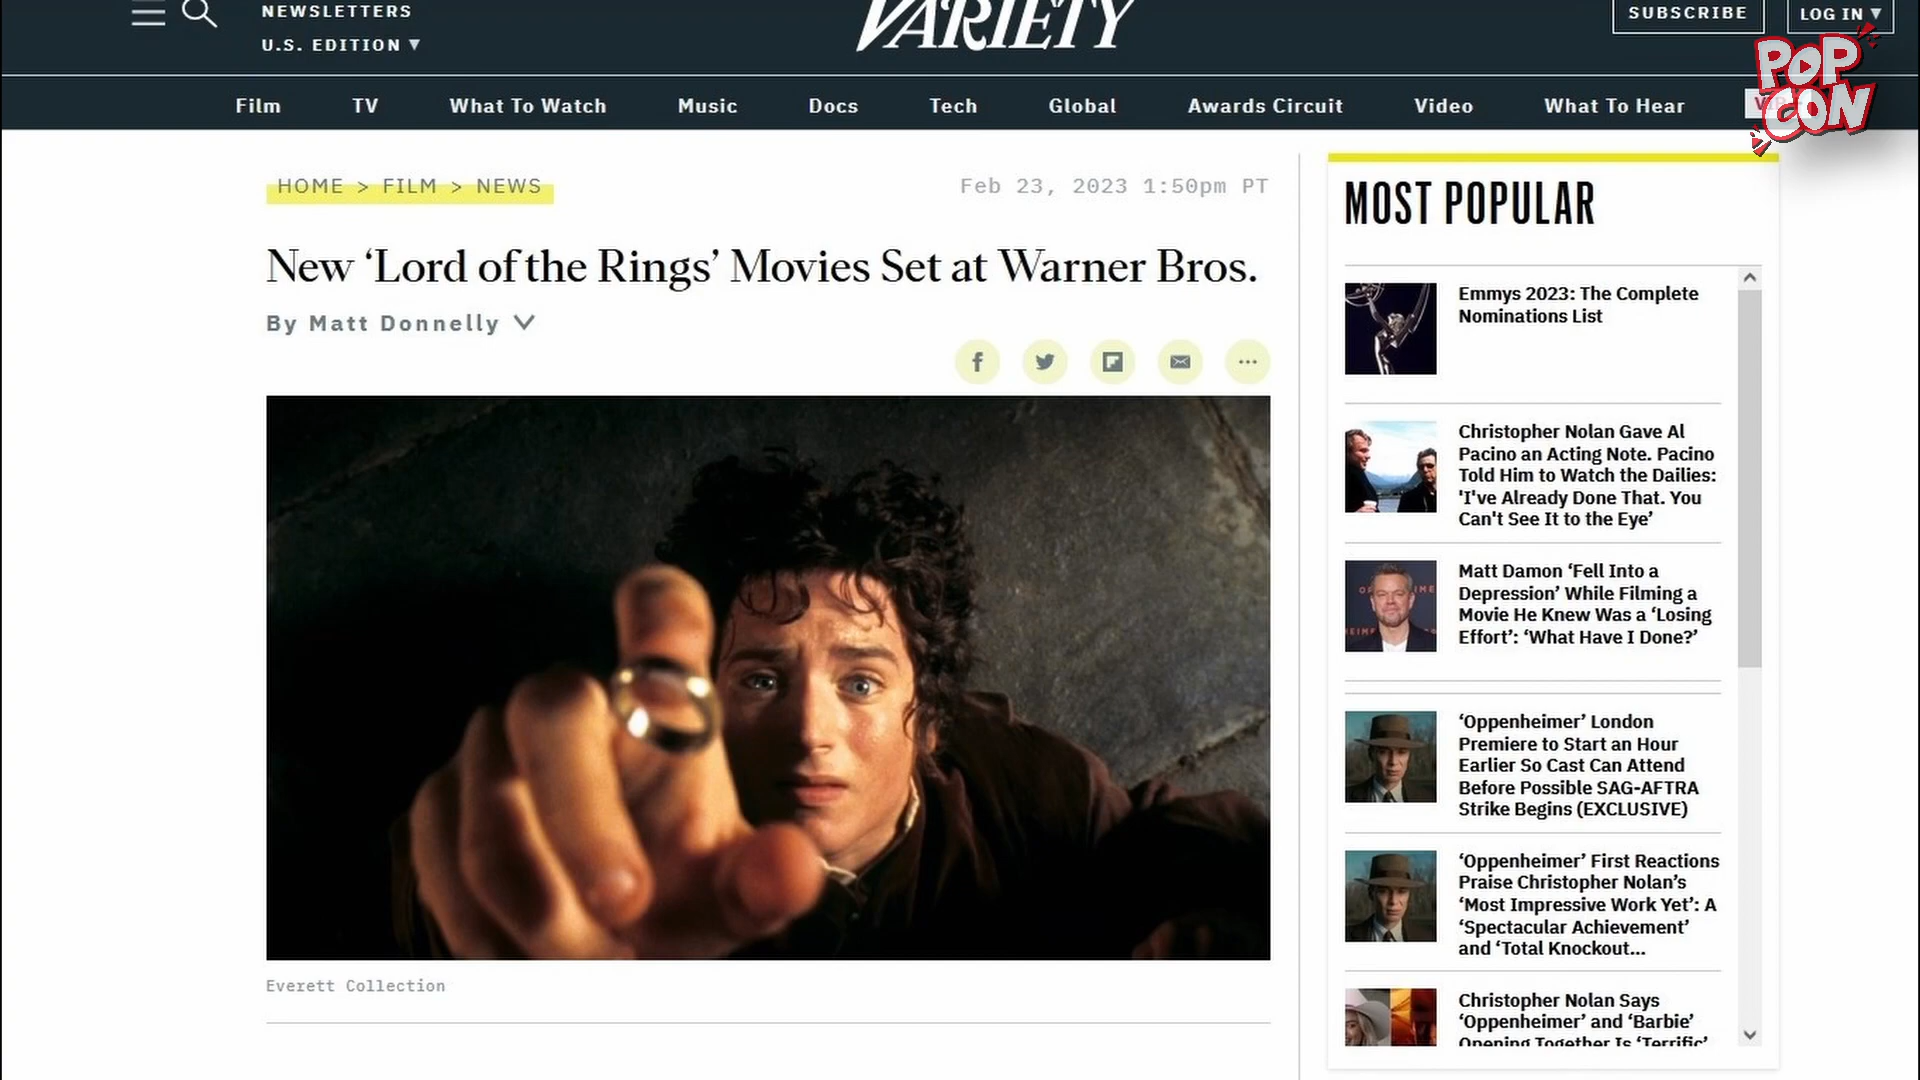 NEWSLETTERS
U.S. EDITION ▼
VARIETY
SUBSCRIBE
LOG IN ▼
POP
CON
Film TV What To Watch Music Docs Tech Global Awards Circuit Video What To Hear
HOME > FILM > NEWS
Feb 23, 2023 1:50pm PT
New ‘Lord of the Rings’ Movies Set at Warner Bros.
By Matt Donnelly
Everett Collection
MOST POPULAR
Emmys 2023: The Complete
Nominations List
Christopher Nolan Gave Al
Pacino an Acting Note. Pacino
Told Him to Watch the Dailies:
'I've Already Done That. You
Can't See It to the Eye’
Matt Damon ‘Fell Into a
Depression’ While Filming a
Movie He Knew Was a ‘Losing
Effort’: ‘What Have I Done?’
‘Oppenheimer’ London
Premiere to Start an Hour
Earlier So Cast Can Attend
Before Possible SAG-AFTRA
Strike Begins (EXCLUSIVE)
‘Oppenheimer’ First Reactions
Praise Christopher Nolan’s
‘Most Impressive Work Yet’: A
‘Spectacular Achievement’
and ‘Total Knockout...
Christopher Nolan Says
‘Oppenheimer’ and ‘Barbie’
Opening Together Is ‘Terrific’